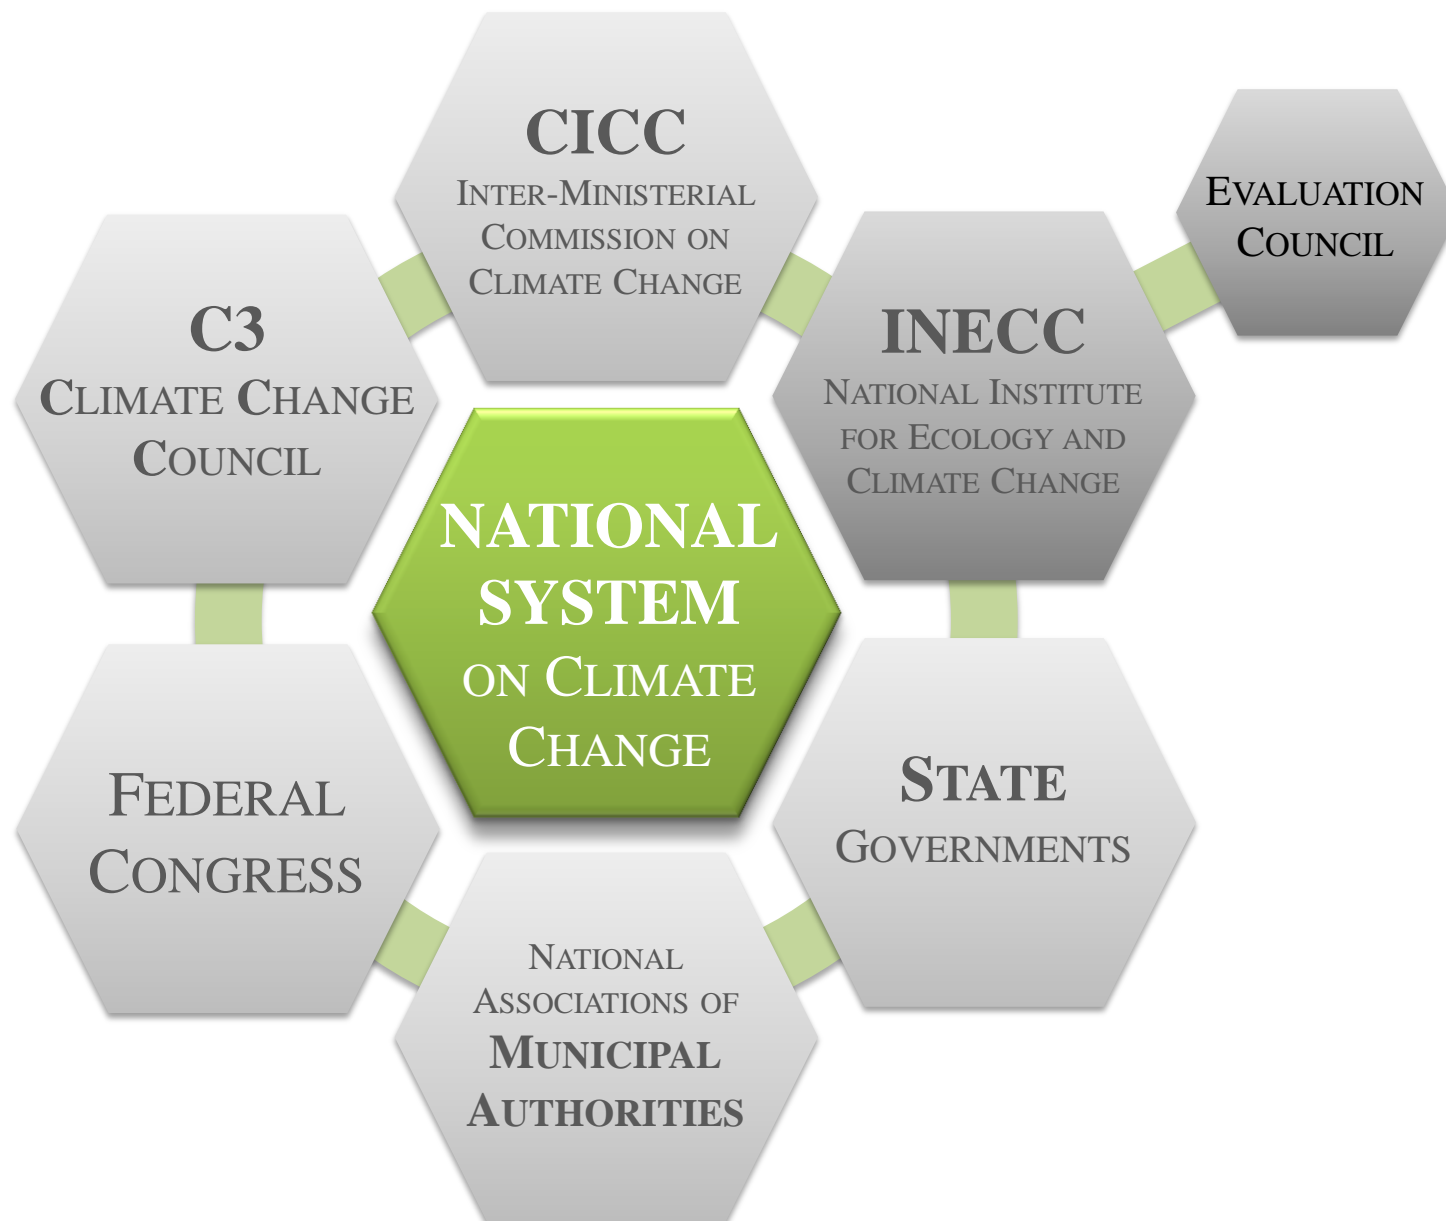 CICC
INTER-MINISTERIAL
COMMISSION ON
CLIMATE CHANGE
EVALUATION
COUNCIL
C3
CLIMATE CHANGE
COUNCIL
INECC
NATIONAL INSTITUTE
FOR ECOLOGY AND
CLIMATE CHANGE
NATIONAL
SYSTEM
ON CLIMATE
CHANGE
FEDERAL
CONGRESS
STATE
GOVERNMENTS
NATIONAL
ASSOCIATIONS OF
MUNICIPAL
AUTHORITIES